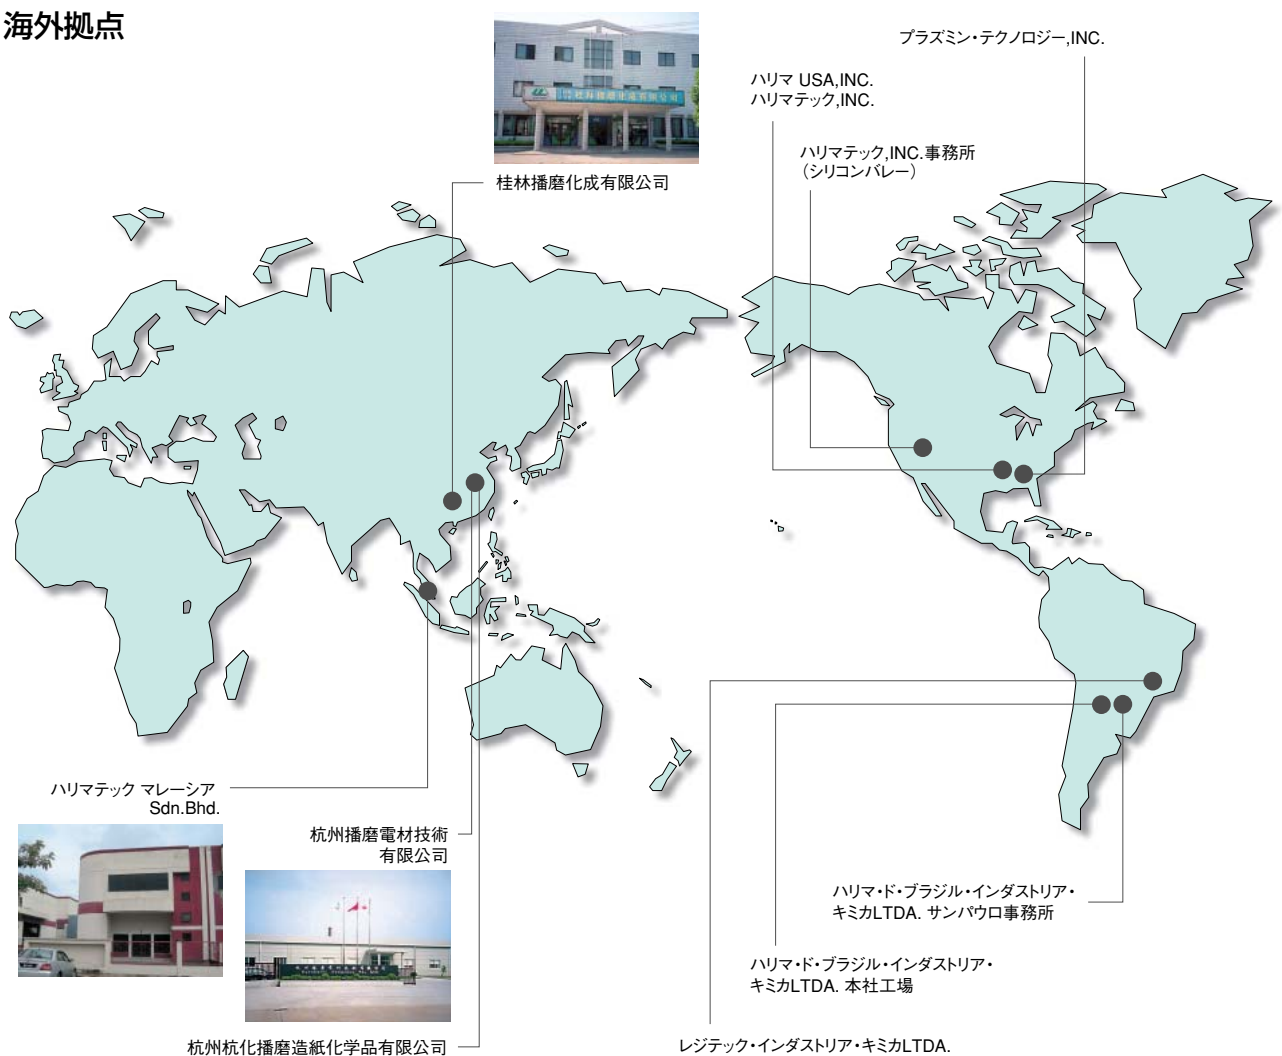 海外拠点
プラズミン・テクノロジー,INC.
ハリマ USA,INC.
ハリマテック,INC.
ハリマテック,INC.事務所
（シリコンバレー）
桂林播磨化成有限公司
ハリマテック マレーシア
Sdn.Bhd.
杭州播磨電材技術
有限公司
杭州杭化播磨造紙化学品有限公司
ハリマ・ド・ブラジル・インダストリア・
キミカLTDA. サンパウロ事務所
ハリマ・ド・ブラジル・インダストリア・
キミカLTDA. 本社工場
レジテック・インダストリア・キミカLTDA.